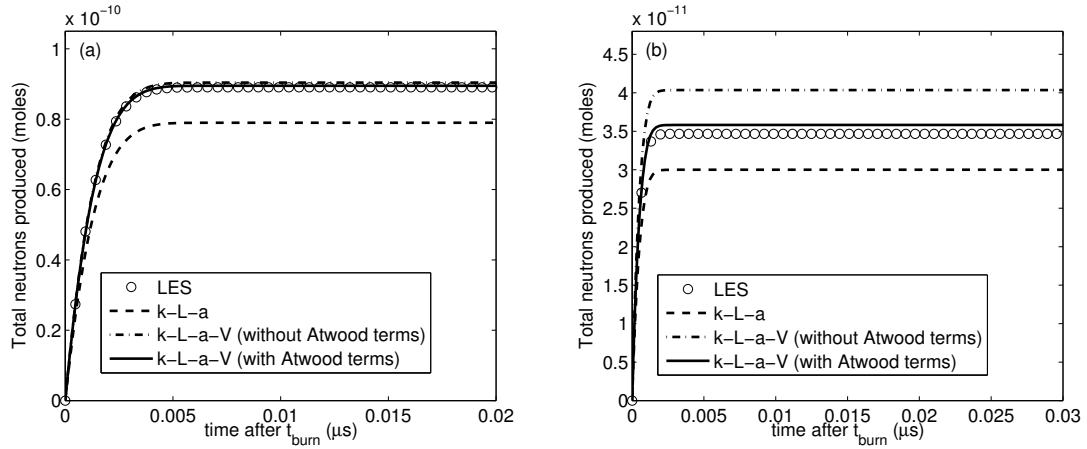 x 10⁻¹⁰
(a)
1
0.8
0.6
0.4
0.2
0
Total neutrons produced (moles)
LES
k−L−a
k−L−a−V (without Atwood terms)
k−L−a−V (with Atwood terms)
0 0.005 0.01 0.015 0.02
time after t_burn (μs)
x 10⁻¹¹
(b)
4.5
4
3.5
3
2.5
2
1.5
1
0.5
0
Total neutrons produced (moles)
LES
k−L−a
k−L−a−V (without Atwood terms)
k−L−a−V (with Atwood terms)
0 0.005 0.01 0.015 0.02 0.025 0.03
time after t_burn (μs)